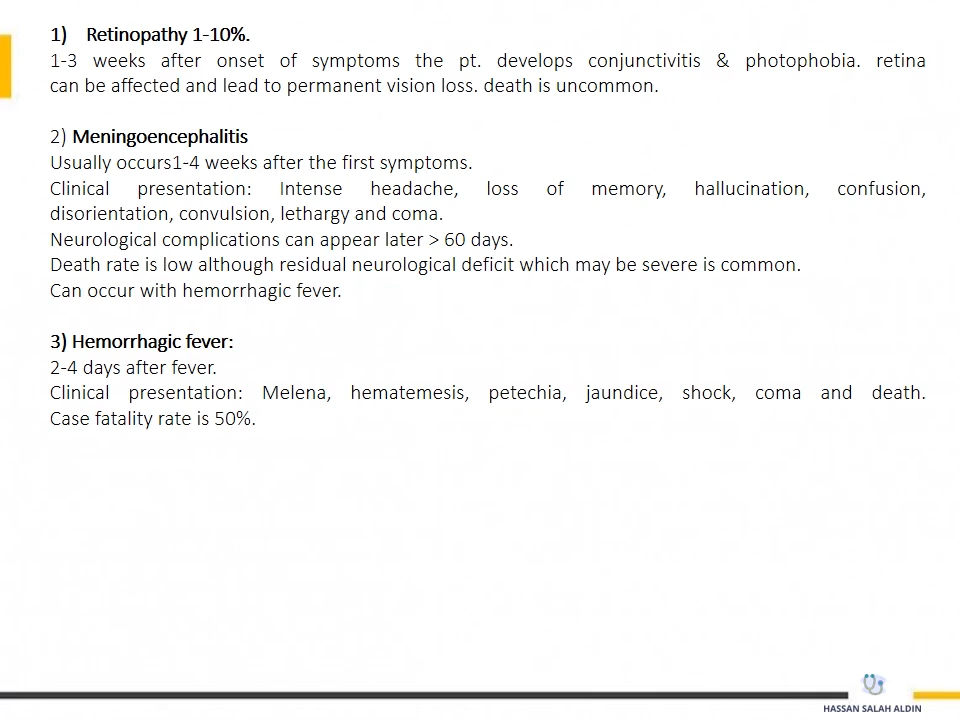 1) Retinopathy 1-10%.
1-3 weeks after onset of symptoms the pt. develops conjunctivitis & photophobia. retina
can be affected and lead to permanent vision loss. death is uncommon.
2) Meningoencephalitis
Usually occurs1-4 weeks after the first symptoms.
Clinical presentation: Intense headache, loss of memory, hallucination, confusion,
disorientation, convulsion, lethargy and coma.
Neurological complications can appear later > 60 days.
Death rate is low although residual neurological deficit which may be severe is common.
Can occur with hemorrhagic fever.
3) Hemorrhagic fever:
2-4 days after fever.
Clinical presentation: Melena, hematemesis, petechia, jaundice, shock, coma and death.
Case fatality rate is 50%.
HASSAN SALAH ALDIN